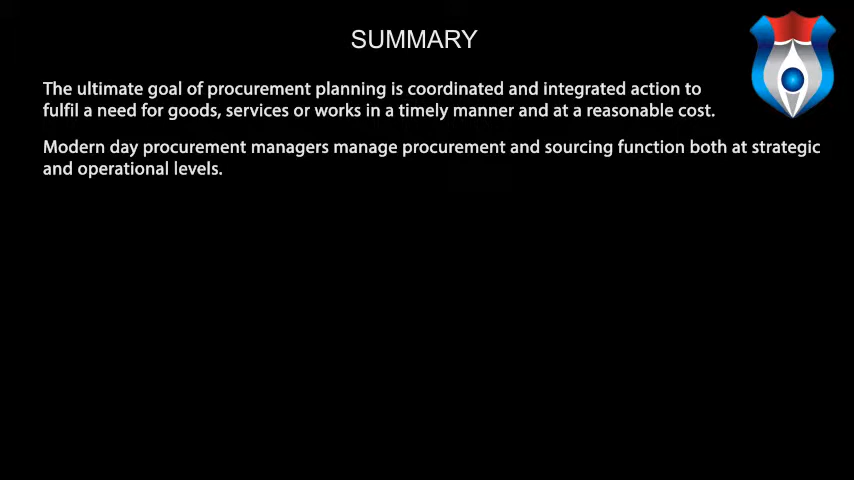 SUMMARY
The ultimate goal of procurement planning is coordinated and integrated action to
fulfil a need for goods, services or works in a timely manner and at a reasonable cost.
Modern day procurement managers manage procurement and sourcing function both at strategic
and operational levels.